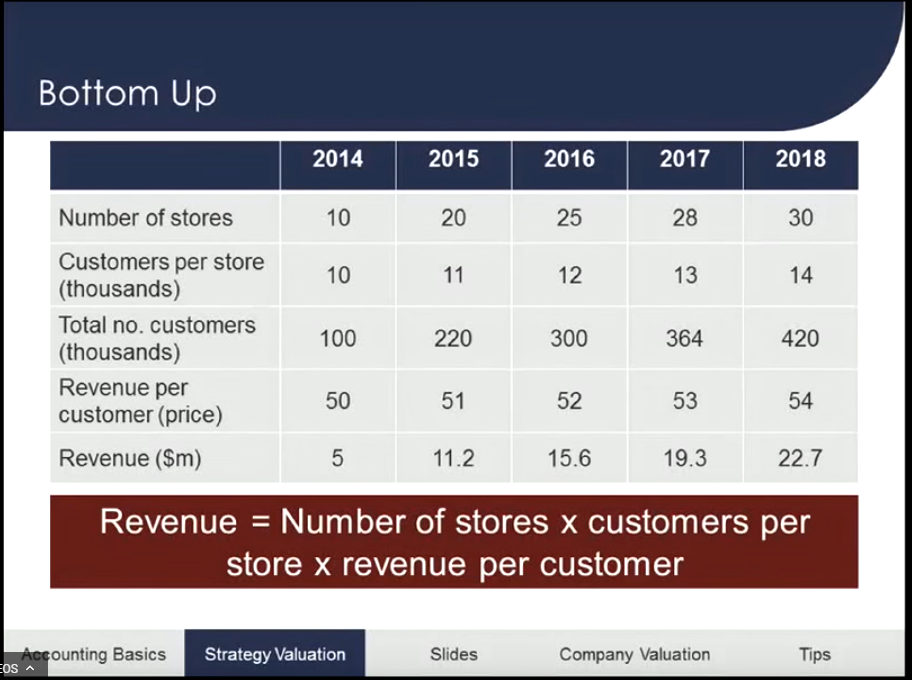 Bottom Up
2014 2015 2016 2017 2018
Number of stores 10 20 25 28 30
Customers per store
(thousands) 10 11 12 13 14
Total no. customers
(thousands) 100 220 300 364 420
Revenue per
customer (price) 50 51 52 53 54
Revenue ($m) 5 11.2 15.6 19.3 22.7
Revenue = Number of stores x customers per
store x revenue per customer
Accounting Basics Strategy Valuation Slides Company Valuation Tips
EOS